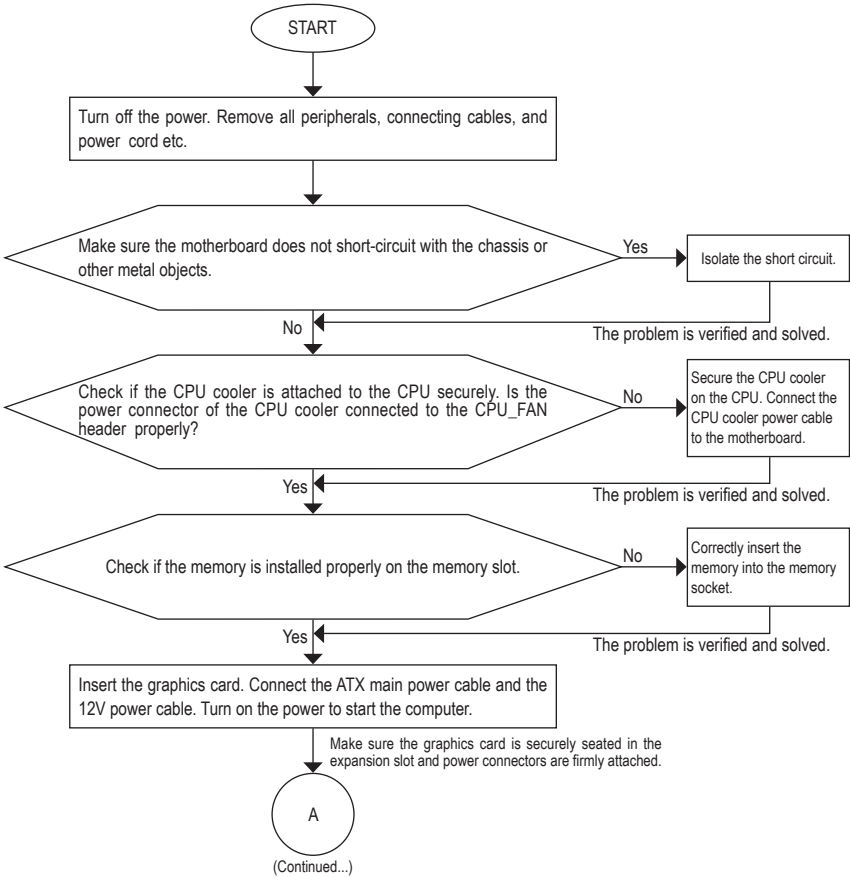 START
Turn off the power. Remove all peripherals, connecting cables, and
power cord etc.
Make sure the motherboard does not short-circuit with the chassis or
other metal objects.
Yes
Isolate the short circuit.
No
The problem is verified and solved.
Check if the CPU cooler is attached to the CPU securely. Is the
power connector of the CPU cooler connected to the CPU_FAN
header properly?
No
Secure the CPU cooler
on the CPU. Connect the
CPU cooler power cable
to the motherboard.
Yes
The problem is verified and solved.
Check if the memory is installed properly on the memory slot.
No
Correctly insert the
memory into the memory
socket.
Yes
The problem is verified and solved.
Insert the graphics card. Connect the ATX main power cable and the
12V power cable. Turn on the power to start the computer.
Make sure the graphics card is securely seated in the
expansion slot and power connectors are firmly attached.
A
(Continued...)